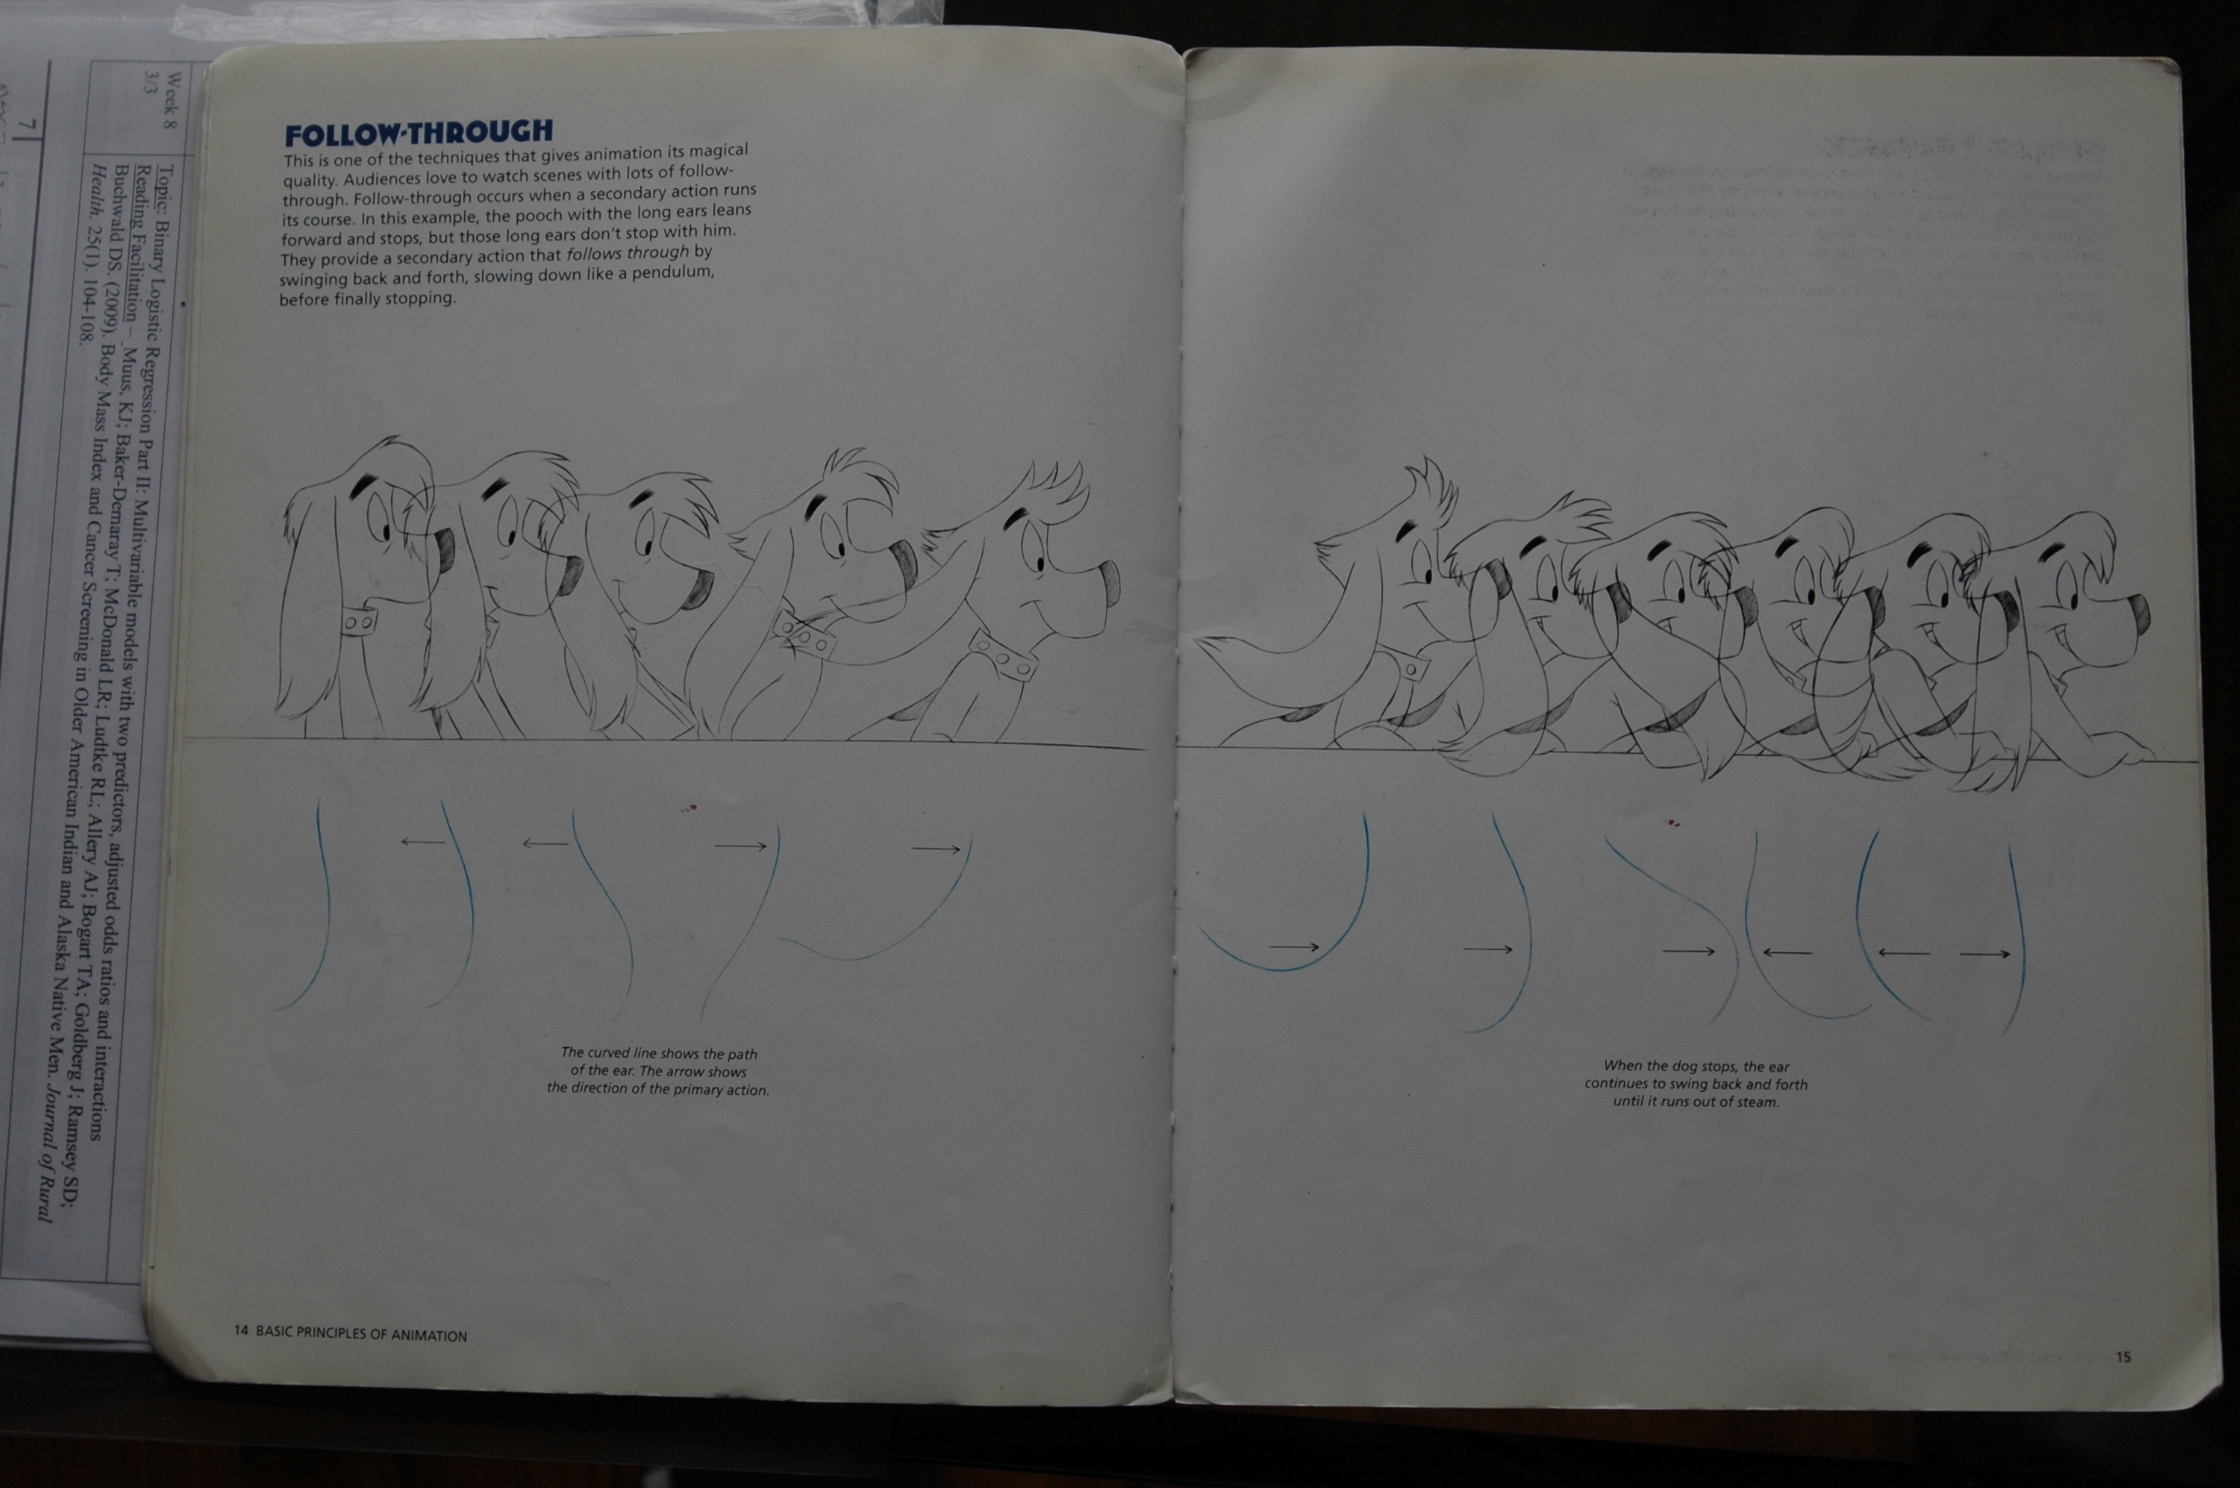 FOLLOW-THROUGH
This is one of the techniques that gives animation its magical
quality. Audiences love to watch scenes with lots of follow-
through. Follow-through occurs when a secondary action runs
its course. In this example, the pooch with the long ears leans
forward and stops, but those long ears don't stop with him.
They provide a secondary action that follows through by
swinging back and forth, slowing down like a pendulum,
before finally stopping.
The curved line shows the path
of the ear. The arrow shows
the direction of the primary action.
14 BASIC PRINCIPLES OF ANIMATION
When the dog stops, the ear
continues to swing back and forth
until it runs out of steam.
15
Week 8
3/3
Topic: Binary Logistic Regression Part II: Multivariable models with two predictors, adjusted odds ratios and interactions
Reading Facilitation – Muus, KJ; Baker-Demaray T; McDonald LR; Ludtke RL; Allery AJ; Bogart TA; Goldberg J; Ramsey SD;
Buchwald DS. (2009). Body Mass Index and Cancer Screening in Older American Indian and Alaska Native Men. Journal of Rural
Health. 25(1). 104-108.
7